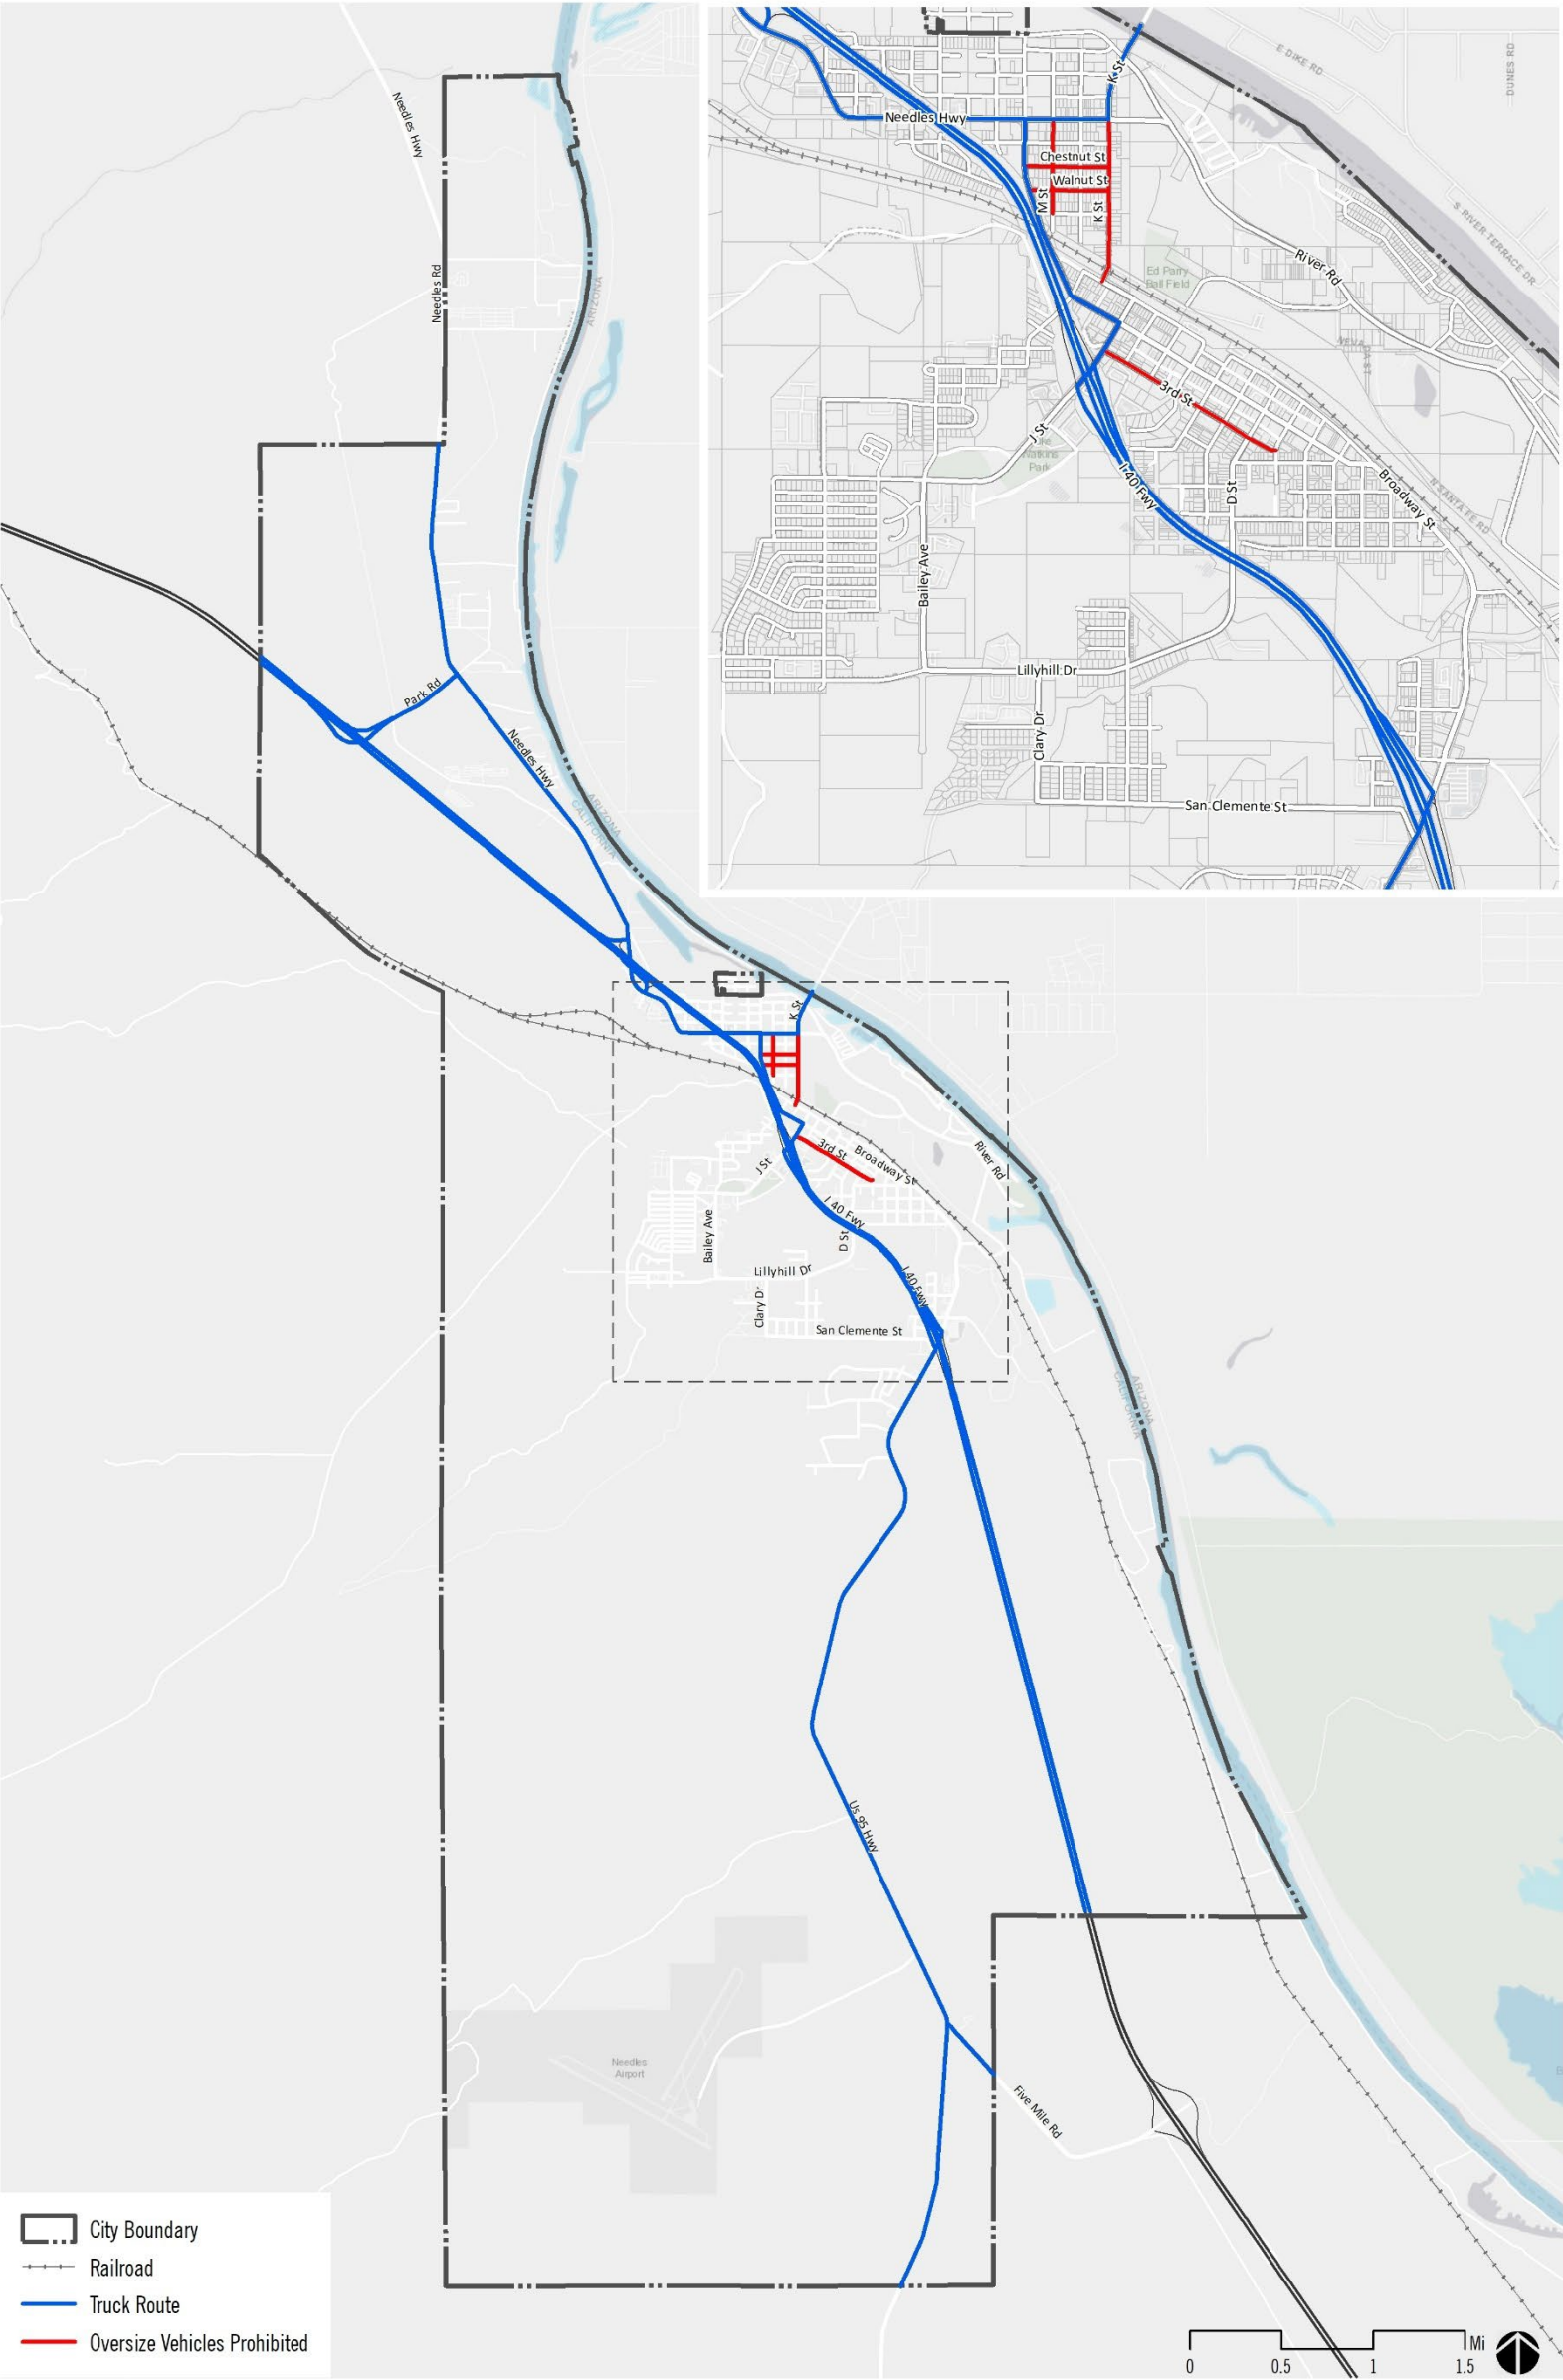 Needles Hwy
Needles Rd
ARIZONA
Park Rd
Needles Hwy
ARIZONA
CALIFORNIA
K St
E DIKE RD
DUNES RD
Needles Hwy
Chestnut St
Walnut St
M St
K St
Ed Parry
Ball Field
River Rd
S RIVER TERRACE DR
NEVADA ST
3rd St
J St
Watkins
Park
I 40 Fwy
D St
Broadway St
N SANTA FE RD
Bailey Ave
Lillyhill Dr
Clary Dr
San Clemente St
K St
3rd St
Broadway St
River Rd
J St
I 40 Fwy
Bailey Ave
D St
Lillyhill Dr
I 40 Fwy
Clary Dr
San Clemente St
ARIZONA
CALIFORNIA
Us 95 Hwy
Needles
Airport
Five Mile Rd
City Boundary
Railroad
Truck Route
Oversize Vehicles Prohibited
Mi
0 0.5 1 1.5